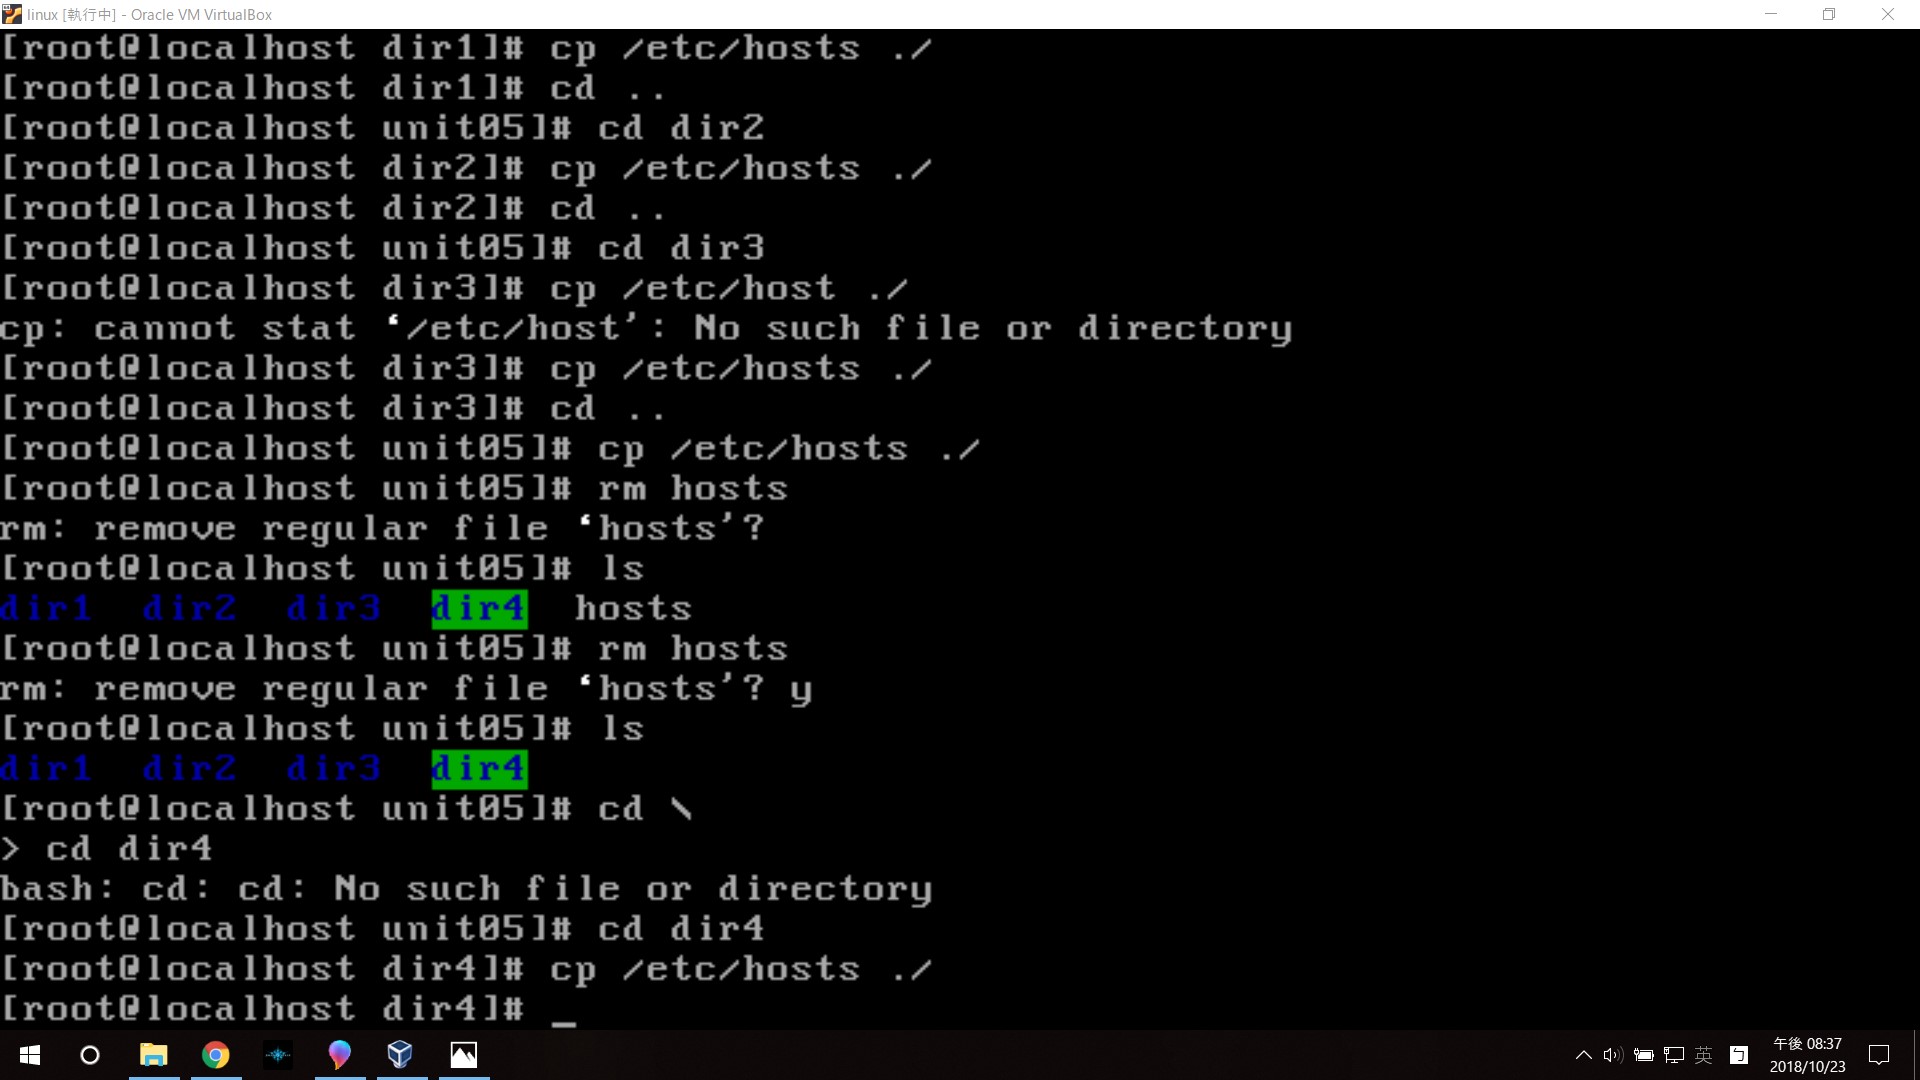 linux [執行中] - Oracle VM VirtualBox
[root@localhost dir1]# cp /etc/hosts ./
[root@localhost dir1]# cd ..
[root@localhost unit05]# cd dir2
[root@localhost dir2]# cp /etc/hosts ./
[root@localhost dir2]# cd ..
[root@localhost unit05]# cd dir3
[root@localhost dir3]# cp /etc/host ./
cp: cannot stat ‘/etc/host’: No such file or directory
[root@localhost dir3]# cp /etc/hosts ./
[root@localhost dir3]# cd ..
[root@localhost unit05]# cp /etc/hosts ./
[root@localhost unit05]# rm hosts
rm: remove regular file ‘hosts’?
[root@localhost unit05]# ls
dir1  dir2  dir3  dir4  hosts
[root@localhost unit05]# rm hosts
rm: remove regular file ‘hosts’? y
[root@localhost unit05]# ls
dir1  dir2  dir3  dir4
[root@localhost unit05]# cd \
> cd dir4
bash: cd: cd: No such file or directory
[root@localhost unit05]# cd dir4
[root@localhost dir4]# cp /etc/hosts ./
[root@localhost dir4]# _
英
午後 08:37
2018/10/23